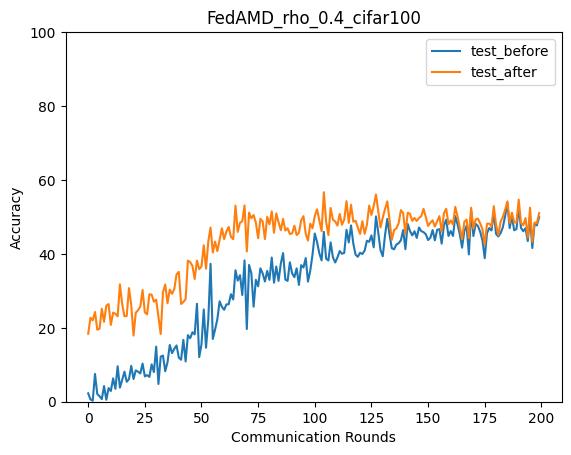 FedAMD_rho_0.4_cifar100
test_before
test_after
100
80
60
40
20
0
Accuracy
0 25 50 75 100 125 150 175 200
Communication Rounds